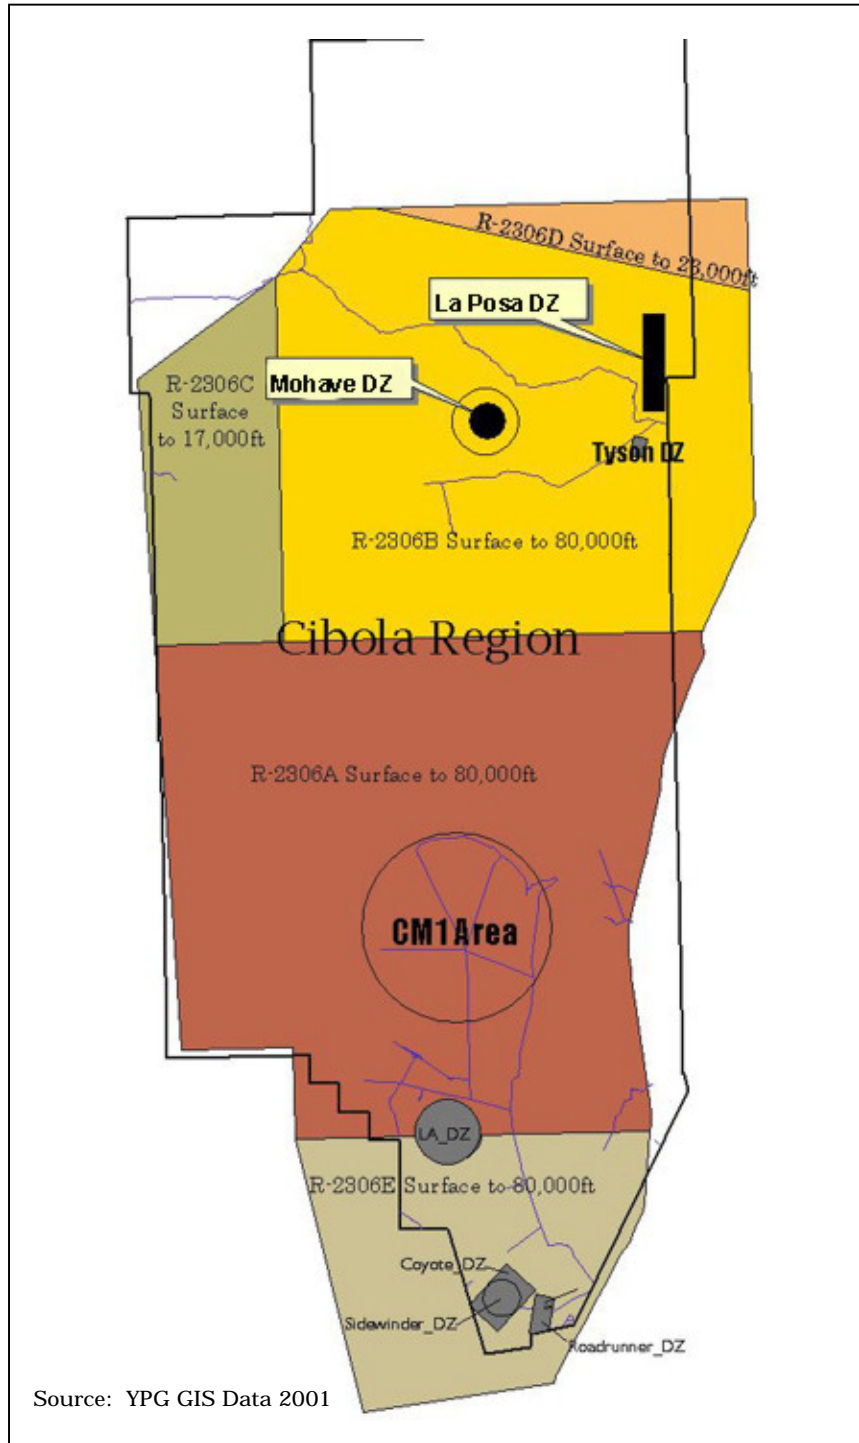 R-2306D Surface to 23,000ft
La Posa DZ
R-2306C
Surface
to 17,000ft
Mohave DZ
Tyson DZ
R-2306B Surface to 80,000ft
Cibola Region
R-2306A Surface to 80,000ft
CM1 Area
LA_DZ
R-2306E Surface to 80,000ft
Coyote_DZ
Sidewinder_DZ
Roadrunner_DZ
Source: YPG GIS Data 2001